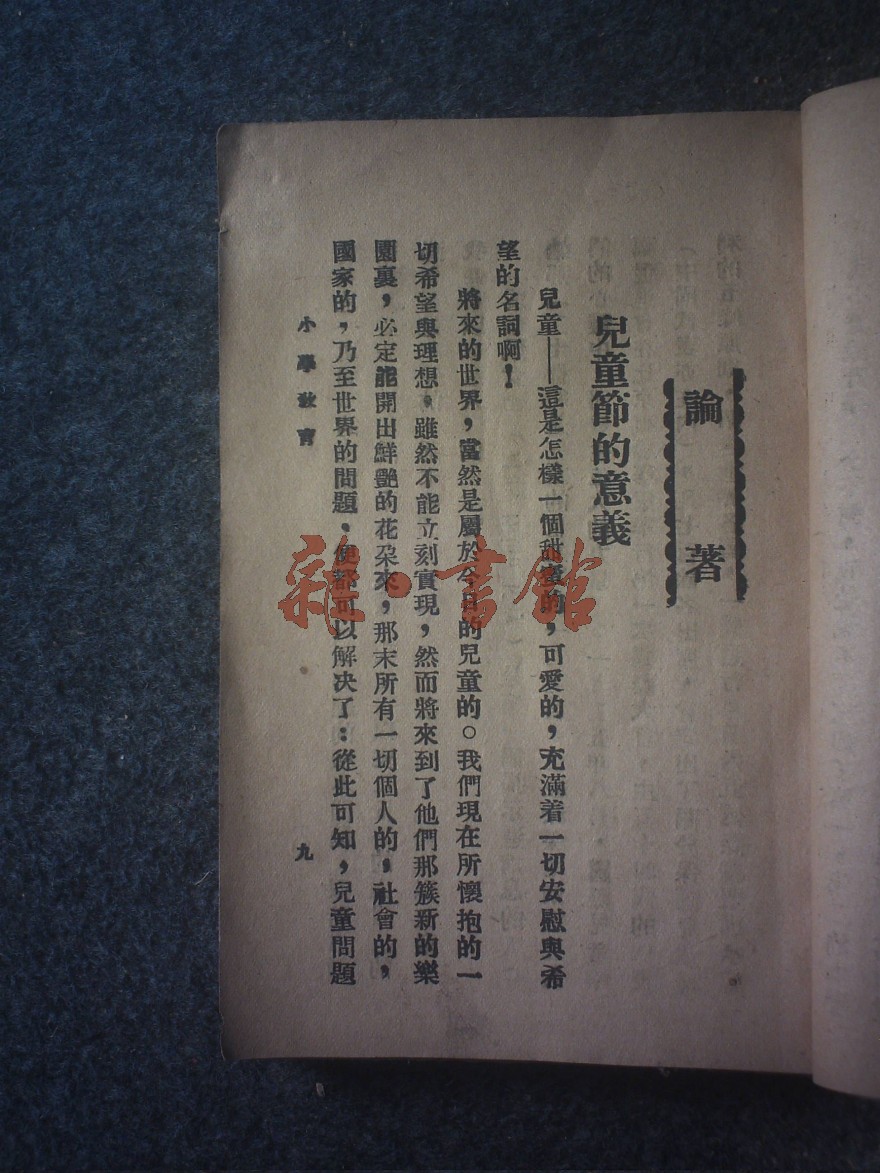 論著
兒童節的意義
兒童——這是怎樣一個甜蜜的，可愛的，充滿着一切安慰與希
望的名詞啊！
將來的世界，當然是屬於今日的兒童的。我們現在所懷抱的一
切希望與理想，雖然不能立刻實現，然而將來到了他們那簇新的樂
園裏，必定能開出鮮艷的花朶來，那末所有一切個人的，社會的，
國家的，乃至世界的問題，便都可以解决了：從此可知，兒童問題
小學教育
九
雜·書館